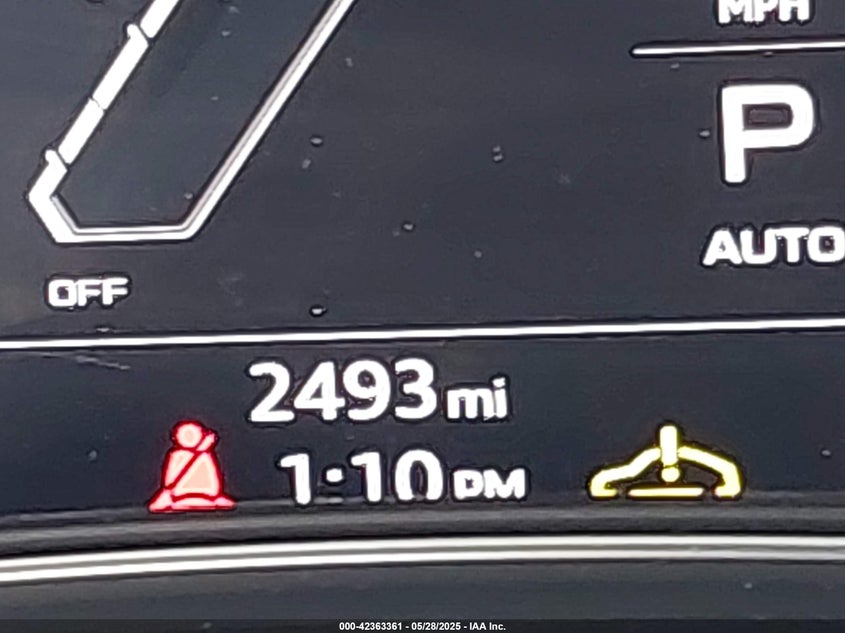 MPH
P
AUTO
OFF
2493 mi
1:10 PM
000-42363361 - 05/28/2025 - IAA Inc.